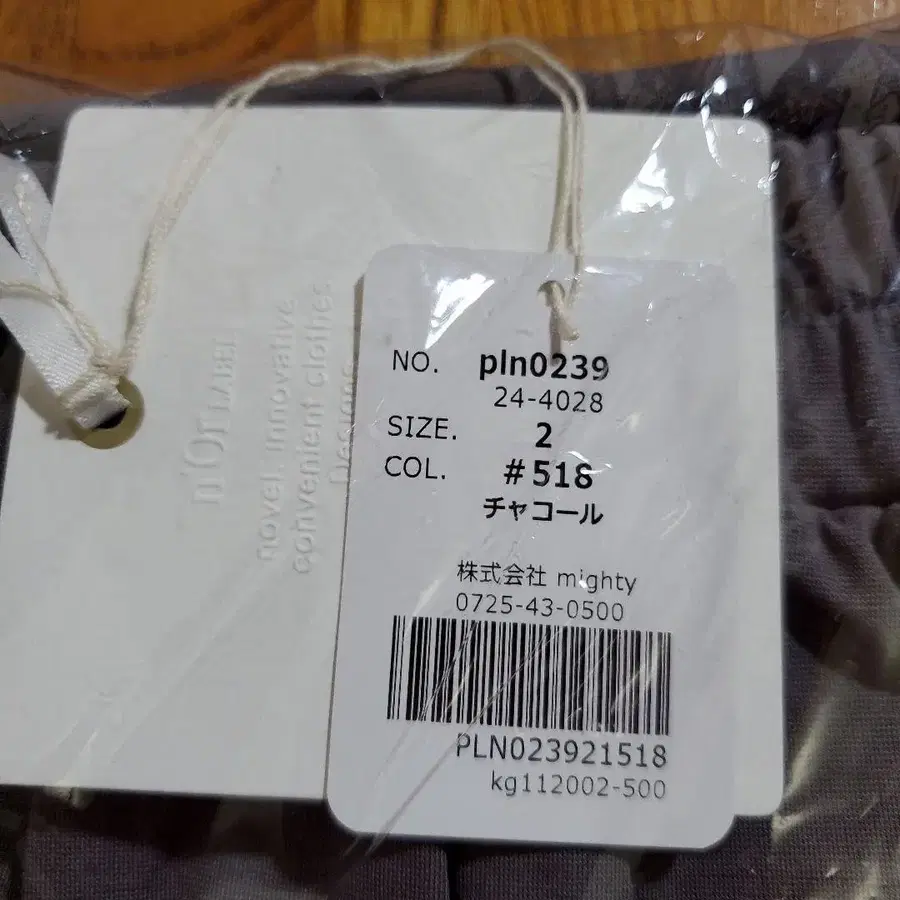 NO. pln0239
24-4028
SIZE. 2
COL. #518
チャコール
株式会社 mighty
0725-43-0500
PLN023921518
kg112002-500
LABEL
novel. Innovative
convenient clothes
Designs